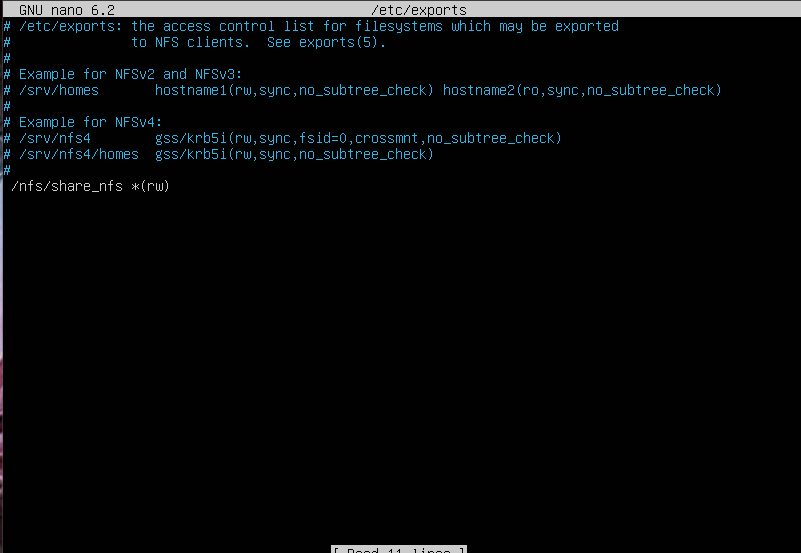 GNU nano 6.2 /etc/exports
# /etc/exports: the access control list for filesystems which may be exported
# to NFS clients. See exports(5).
#
# Example for NFSv2 and NFSv3:
# /srv/homes hostname1(rw,sync,no_subtree_check) hostname2(ro,sync,no_subtree_check)
#
# Example for NFSv4:
# /srv/nfs4 gss/krb5i(rw,sync,fsid=0,crossmnt,no_subtree_check)
# /srv/nfs4/homes gss/krb5i(rw,sync,no_subtree_check)
#
/nfs/share_nfs *(rw)
[ Read 11 lines ]